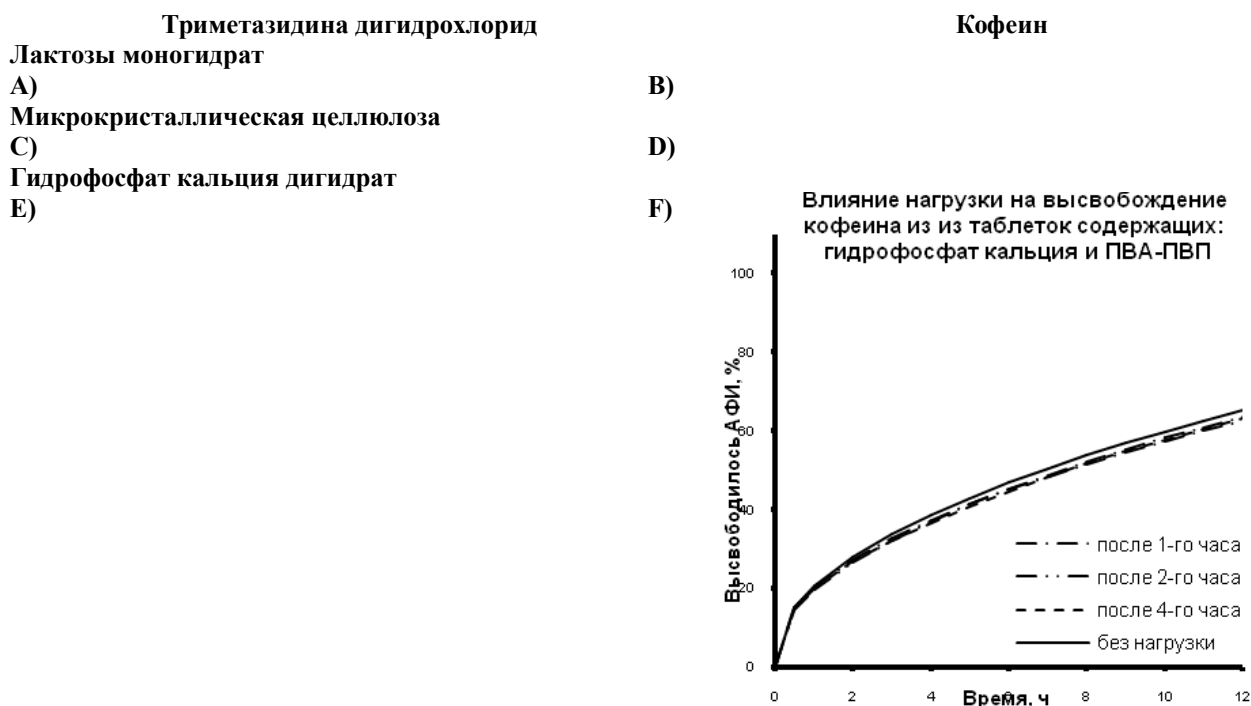 Триметазидина дигидрохлорид Кофеин
Лактозы моногидрат
A) B)
Микрокристаллическая целлюлоза
C) D)
Гидрофосфат кальция дигидрат
E) F)
Влияние нагрузки на высвобождение
кофеина из из таблеток содержащих:
гидрофосфат кальция и ПВА-ПВП
Высвободилось АФИ, %
100
80
60
40
20
0
после 1-го часа
после 2-го часа
после 4-го часа
без нагрузки
0 2 4 6 8 10 12
Время, ч